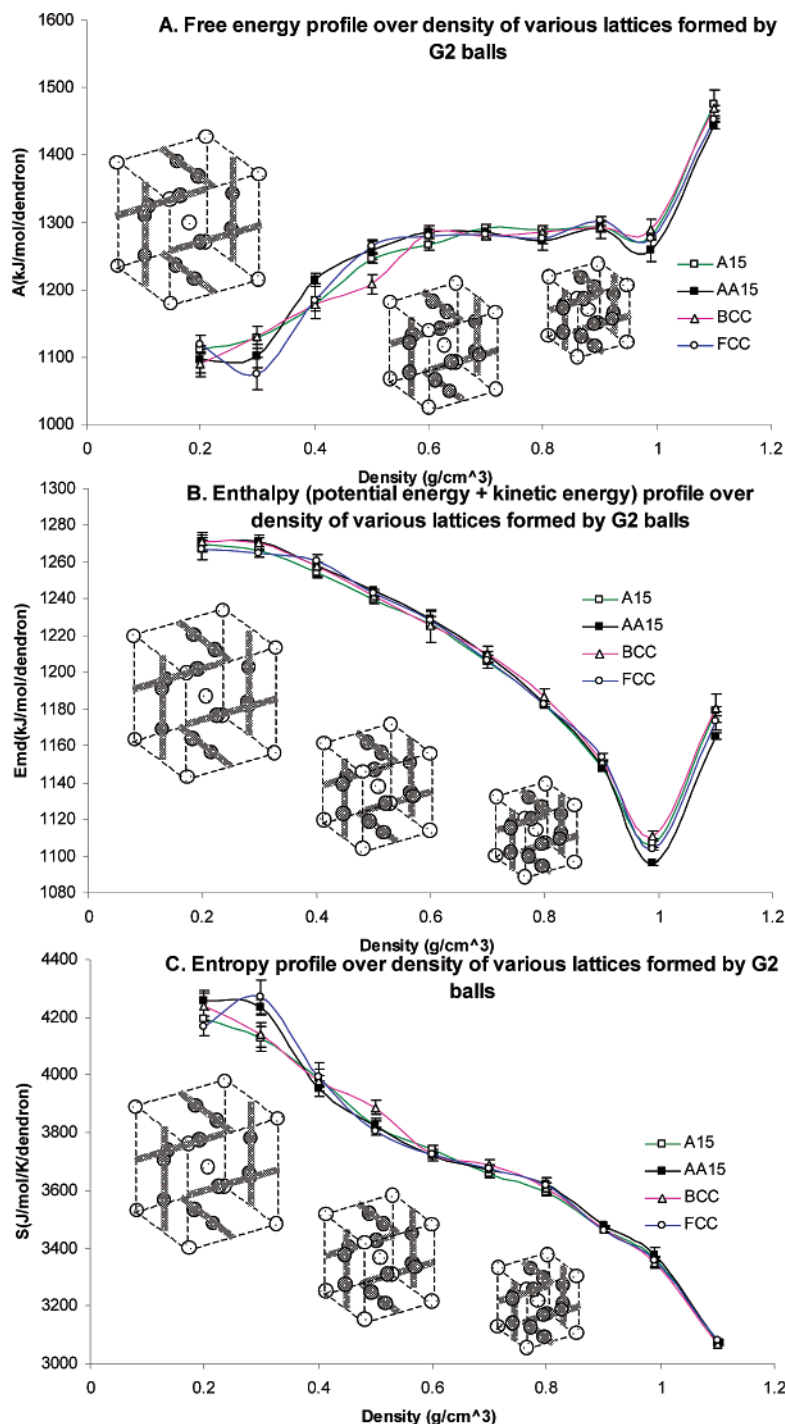 A. Free energy profile over density of various lattices formed by
G2 balls
A(kJ/mol/dendron)
1600
1500
1400
1300
1200
1100
1000
A15
AA15
BCC
FCC
0 0.2 0.4 0.6 0.8 1 1.2
Density (g/cm^3)
B. Enthalpy (potential energy + kinetic energy) profile over
density of various lattices formed by G2 balls
Emd(kJ/mol/dendron)
1300
1280
1260
1240
1220
1200
1180
1160
1140
1120
1100
1080
A15
AA15
BCC
FCC
0 0.2 0.4 0.6 0.8 1 1.2
Density (g/cm^3)
C. Entropy profile over density of various lattices formed by G2
balls
S(J/mol/K/dendron)
4400
4200
4000
3800
3600
3400
3200
3000
A15
AA15
BCC
FCC
0 0.2 0.4 0.6 0.8 1 1.2
Density (g/cm^3)